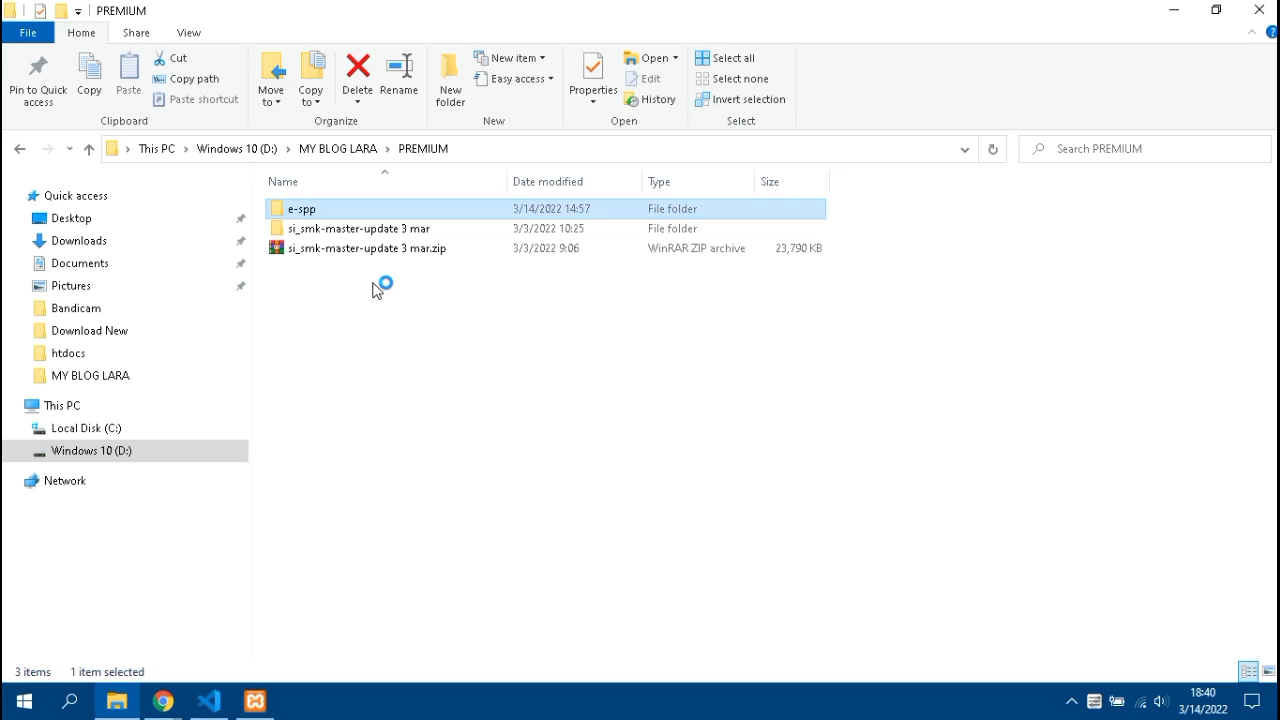 PREMIUM
File Home Share View
Pin to Quick access
Copy
Paste
Cut
Copy path
Paste shortcut
Clipboard
Move to
Copy to
Delete
Rename
Organize
New folder
New item
Easy access
New
Properties
Open
Edit
History
Open
Select all
Select none
Invert selection
Select
This PC > Windows 10 (D:) > MY BLOG LARA > PREMIUM
Search PREMIUM
Name Date modified Type Size
e-spp 3/14/2022 14:57 File folder
si_smk-master-update 3 mar 3/3/2022 10:25 File folder
si_smk-master-update 3 mar.zip 3/3/2022 9:06 WinRAR ZIP archive 23,790 KB
Quick access
Desktop
Downloads
Documents
Pictures
Bandicam
Download New
htdocs
MY BLOG LARA
This PC
Local Disk (C:)
Windows 10 (D:)
Network
3 items 1 item selected
18:40
3/14/2022